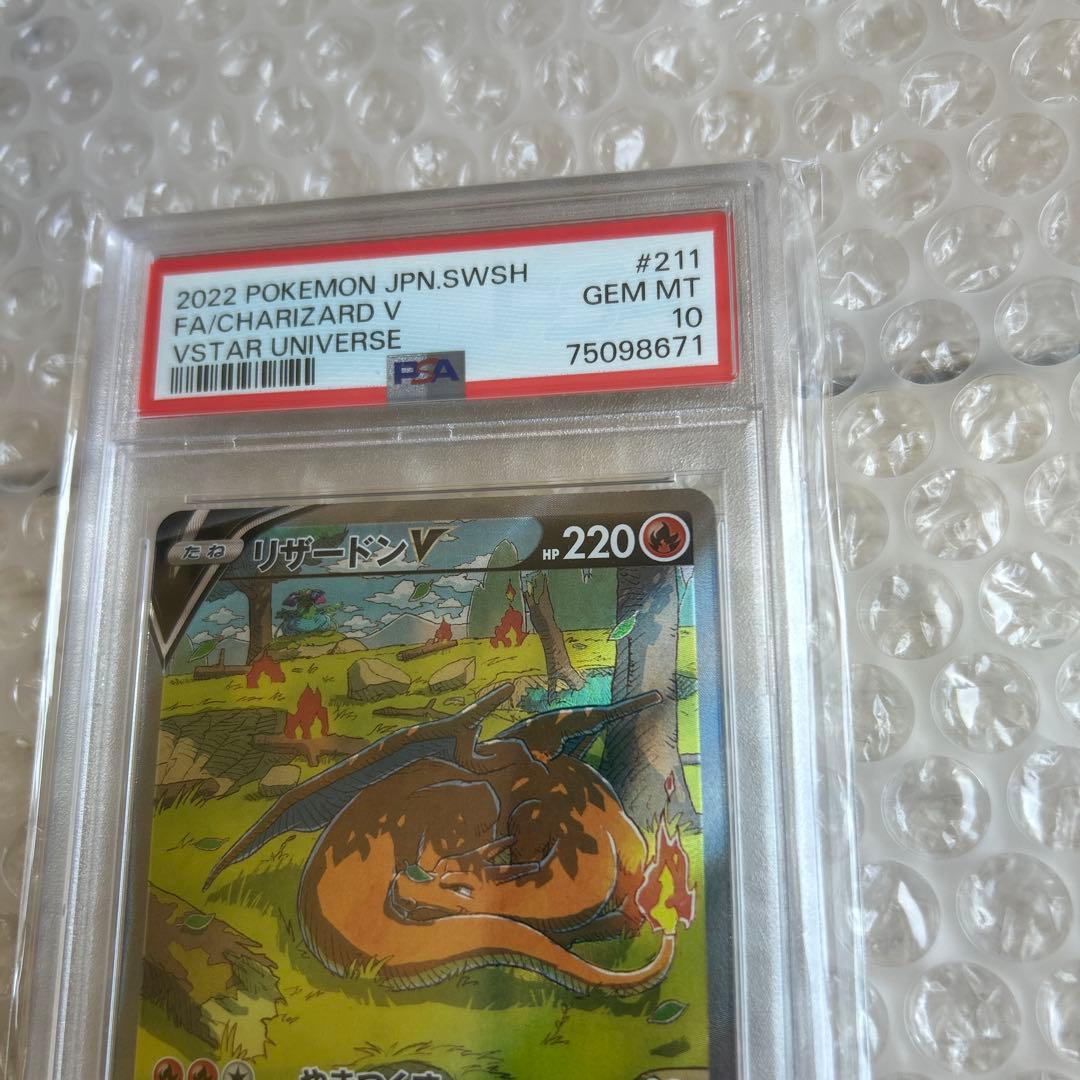 2022 POKEMON JPN.SWSH #211
FA/CHARIZARD V GEM MT
VSTAR UNIVERSE 10
75098671
PSA
たね リザードンV HP 220